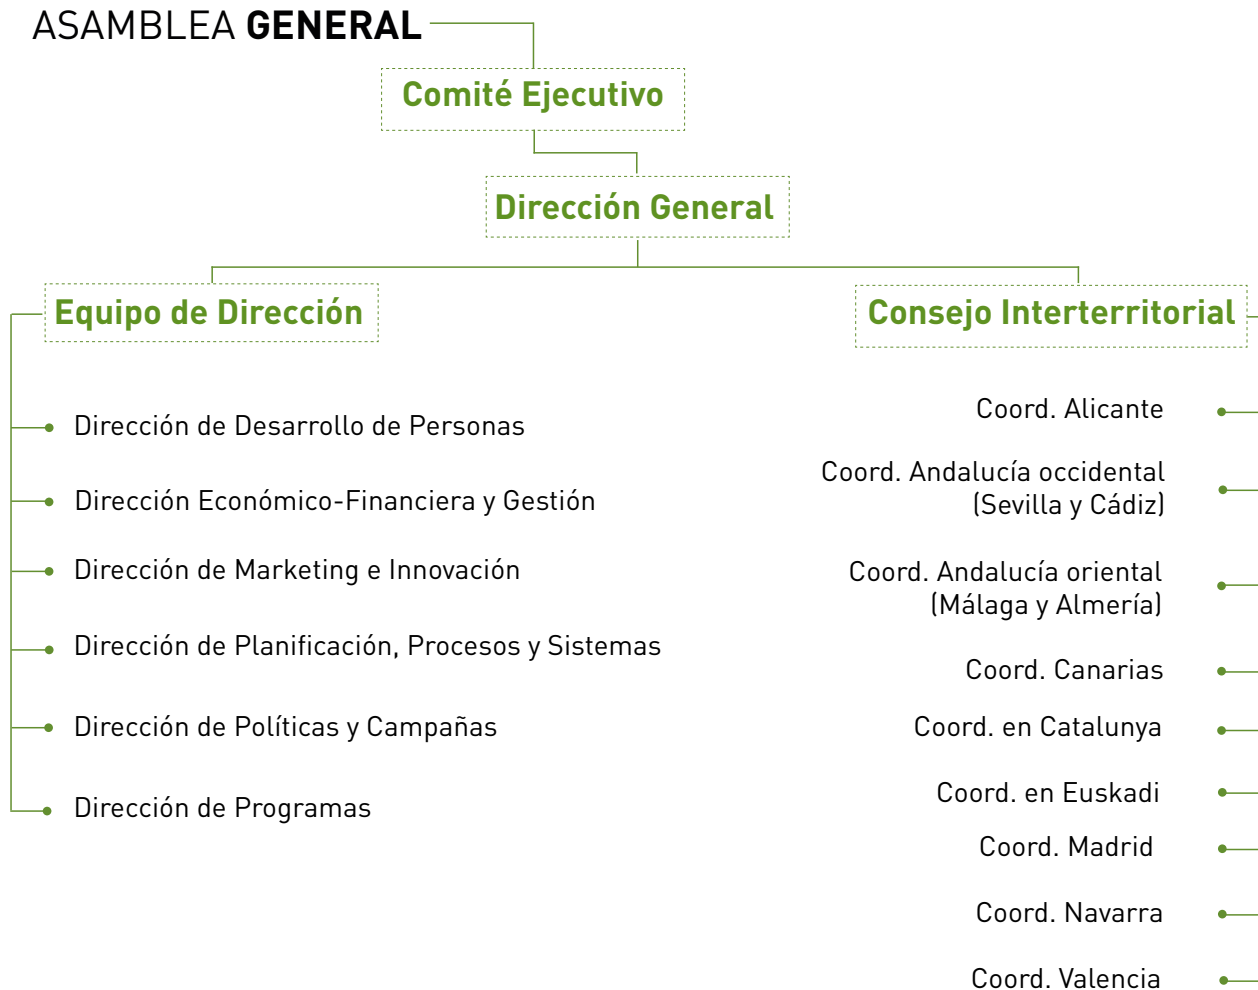 ASAMBLEA GENERAL
Comité Ejecutivo
Dirección General
Equipo de Dirección
Dirección de Desarrollo de Personas
Dirección Económico-Financiera y Gestión
Dirección de Marketing e Innovación
Dirección de Planificación, Procesos y Sistemas
Dirección de Políticas y Campañas
Dirección de Programas
Consejo Interterritorial
Coord. Alicante
Coord. Andalucía occidental
(Sevilla y Cádiz)
Coord. Andalucía oriental
(Málaga y Almería)
Coord. Canarias
Coord. en Catalunya
Coord. en Euskadi
Coord. Madrid
Coord. Navarra
Coord. Valencia